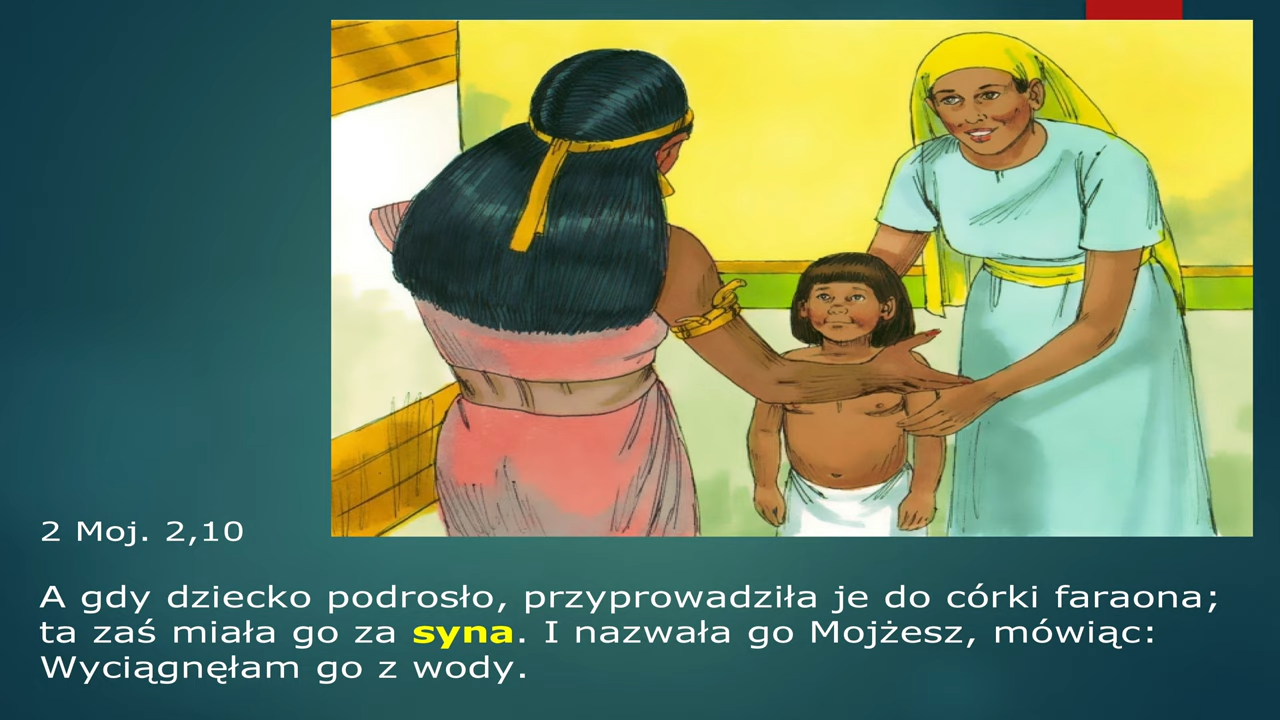 2 Moj. 2,10
A gdy dziecko podrosło, przyprowadziła je do córki faraona;
ta zaś miała go za syna. I nazwała go Mojżesz, mówiąc:
Wyciągnęłam go z wody.